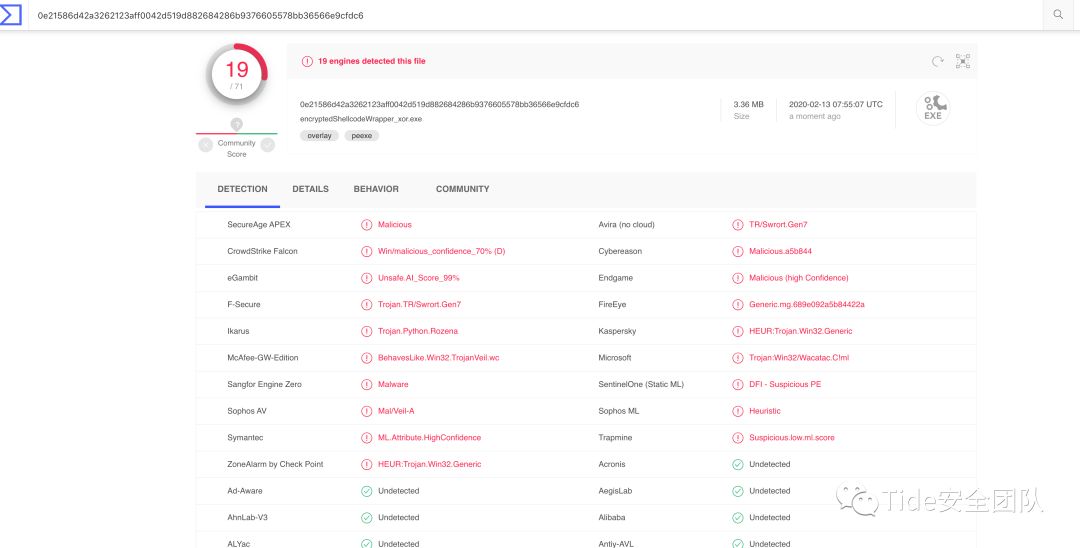 0e21586d42a3262123aff0042d519d882684286b9376605578bb36566e9cfdc6
19
/ 71
Community
Score
19 engines detected this file
0e21586d42a3262123aff0042d519d882684286b9376605578bb36566e9cfdc6
encryptedShellcodeWrapper_xor.exe
overlay peexe
3.36 MB
Size
2020-02-13 07:55:07 UTC
a moment ago
EXE
DETECTION DETAILS BEHAVIOR COMMUNITY
SecureAge APEX Malicious Avira (no cloud) TR/Swrort.Gen7
CrowdStrike Falcon Win/malicious_confidence_70% (D) Cybereason Malicious.a5b844
eGambit Unsafe.AI_Score_99% Endgame Malicious (high Confidence)
F-Secure Trojan.TR/Swrort.Gen7 FireEye Generic.mg.689e092a5b84422a
Ikarus Trojan.Python.Rozena Kaspersky HEUR:Trojan.Win32.Generic
McAfee-GW-Edition BehavesLike.Win32.TrojanVeil.wc Microsoft Trojan:Win32/Wacatac.C!ml
Sangfor Engine Zero Malware SentinelOne (Static ML) DFI - Suspicious PE
Sophos AV Mal/Veil-A Sophos ML Heuristic
Symantec ML.Attribute.HighConfidence Trapmine Suspicious.low.ml.score
ZoneAlarm by Check Point HEUR:Trojan.Win32.Generic Acronis Undetected
Ad-Aware Undetected AegisLab Undetected
AhnLab-V3 Undetected Alibaba Undetected
ALYac Undetected Antiy-AVL Undetected
Tide安全团队